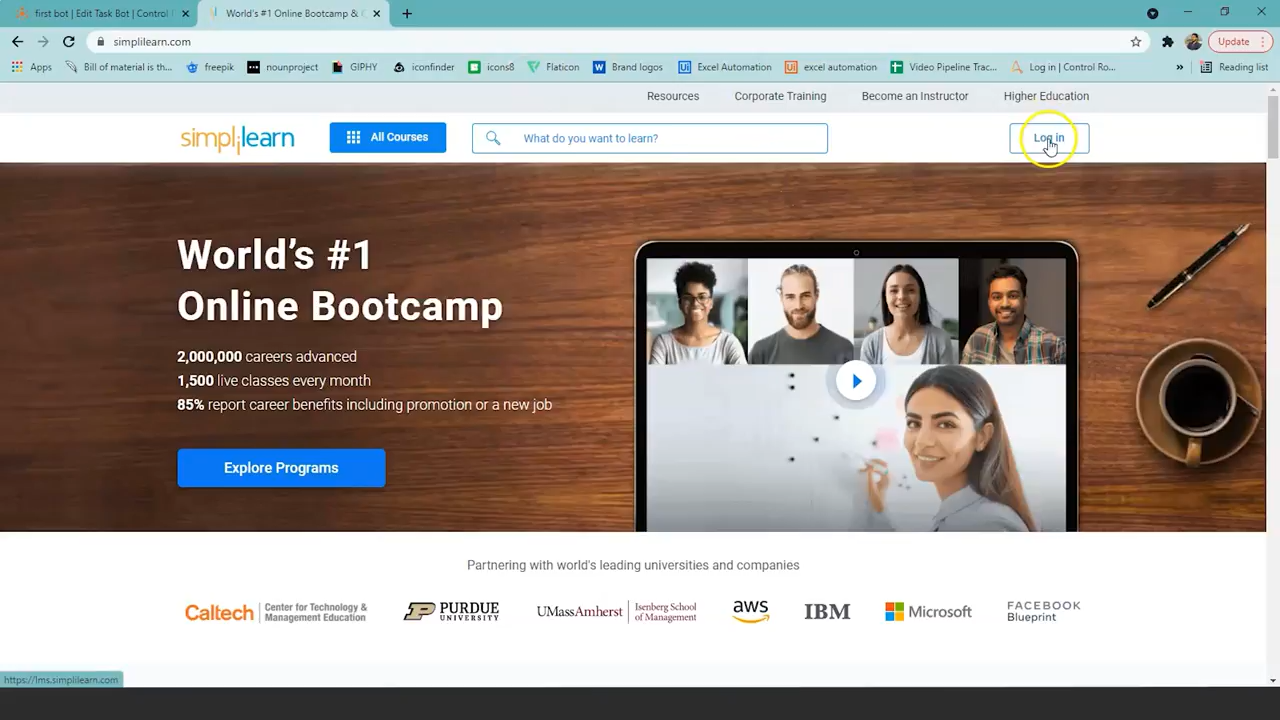 first bot | Edit Task Bot | Control
World's #1 Online Bootcamp &
simplilearn.com
Update
Apps
Bill of material is th...
freepik
nounproject
GIPHY
iconfinder
icons8
Flaticon
Brand logos
Excel Automation
excel automation
Video Pipeline Trac...
Log in | Control Ro...
»
Reading list
Resources
Corporate Training
Become an Instructor
Higher Education
simplilearn
All Courses
What do you want to learn?
Log in
World's #1
Online Bootcamp
2,000,000 careers advanced
1,500 live classes every month
85% report career benefits including promotion or a new job
Explore Programs
Partnering with world's leading universities and companies
Caltech | Center for Technology &
Management Education
PURDUE
UNIVERSITY
UMassAmherst | Isenberg School
of Management
aws
IBM
Microsoft
FACEBOOK
Blueprint
https://lms.simplilearn.com